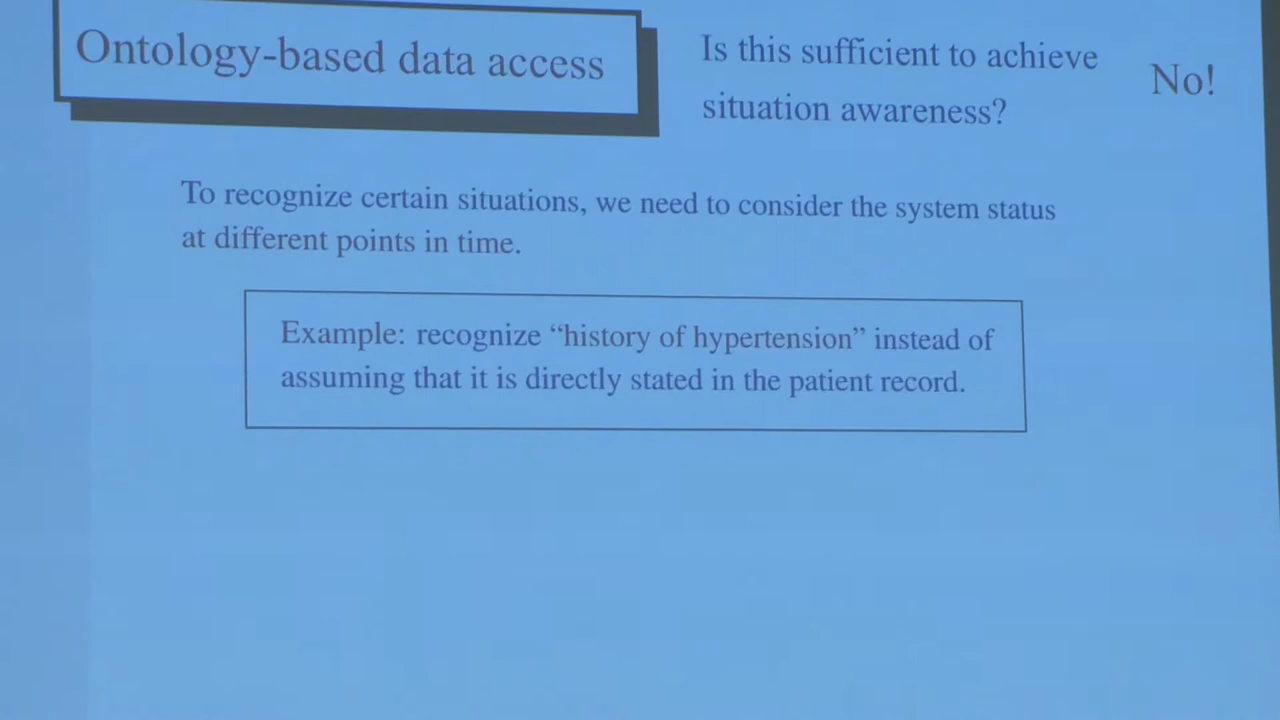 Ontology-based data access
Is this sufficient to achieve
situation awareness?
No!
To recognize certain situations, we need to consider the system status
at different points in time.
Example: recognize “history of hypertension” instead of
assuming that it is directly stated in the patient record.